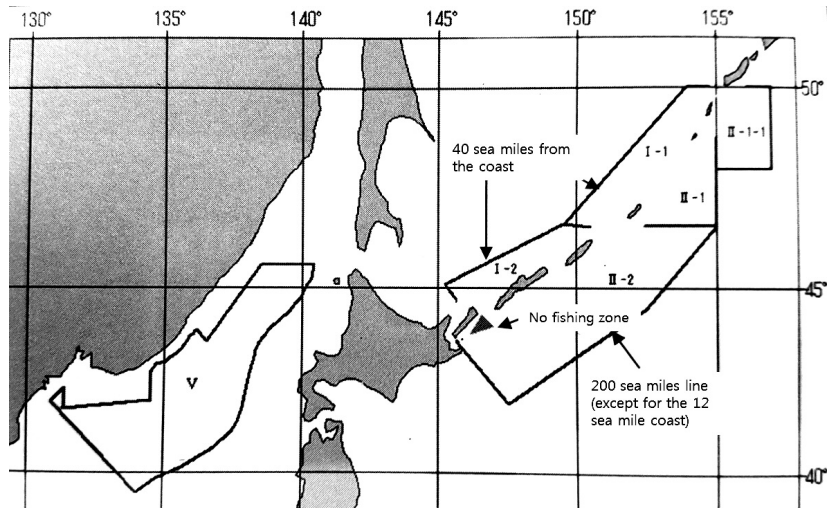 130° 135° 140° 145° 150° 155°
50°
II-1-1
40 sea miles from
the coast
I-1
II-1
I-2
II-2
45°
a
No fishing zone
V
200 sea miles line
(except for the 12
sea mile coast)
40°